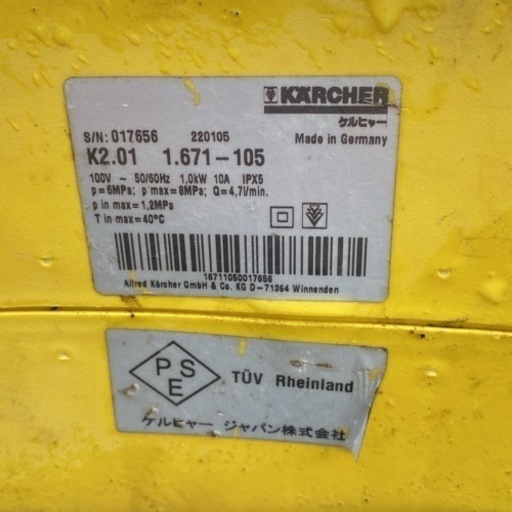 KÄRCHER
ケルヒャー
S/N: 017656 220105 Made in Germany
K2.01 1.671-105
100V ~ 50/60Hz 1,0kW 10A IPX5
p=6MPa; p max=8MPa; Q=4,7l/min.
p in max=1,2MPa
T in max=40°C
16711050017656
Alfred Kärcher GmbH & Co. KG D-71364 Winnenden
PSE
TÜV Rheinland
ケルヒャー ジャパン株式会社